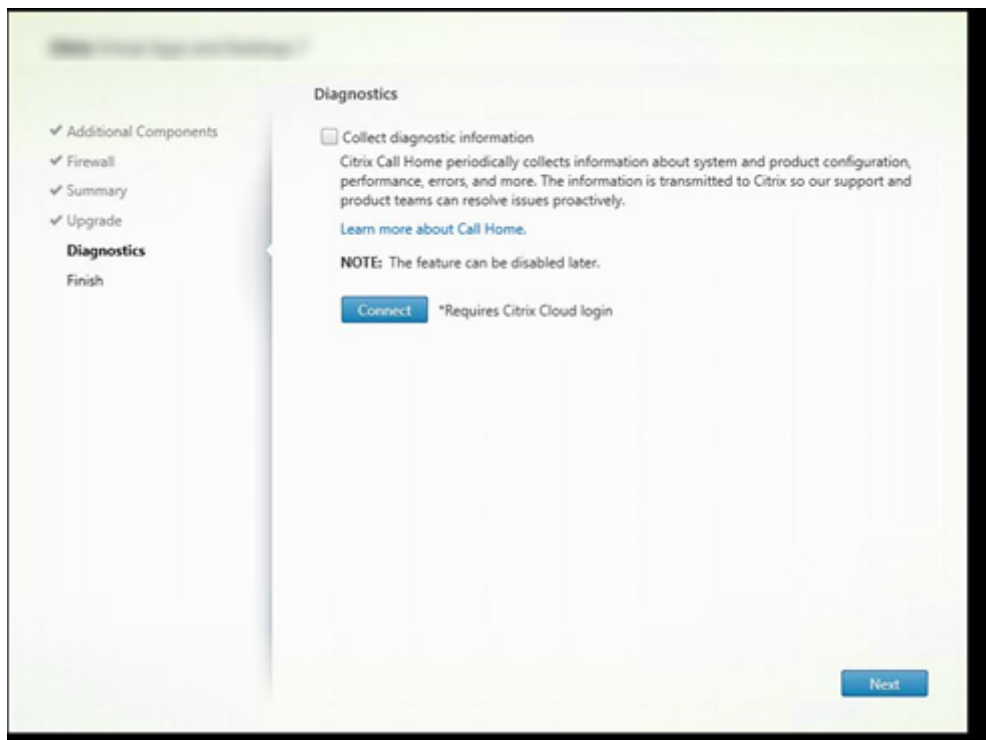 Diagnostics
✔ Additional Components
✔ Firewall
✔ Summary
✔ Upgrade
Diagnostics
Finish
Collect diagnostic information
Citrix Call Home periodically collects information about system and product configuration,
performance, errors, and more. The information is transmitted to Citrix so our support and
product teams can resolve issues proactively.
Learn more about Call Home.
NOTE: The feature can be disabled later.
Connect *Requires Citrix Cloud login
Next